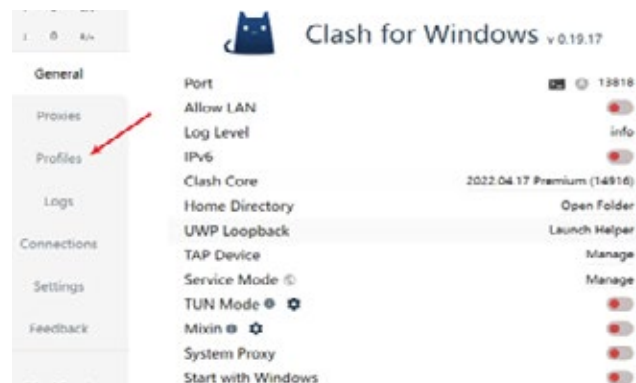 Clash for Windows v 0.19.17
General
Proxies
Profiles
Logs
Connections
Settings
Feedback
Port 13818
Allow LAN
Log Level info
IPv6
Clash Core 2022.04.17 Premium (14916)
Home Directory Open Folder
UWP Loopback Launch Helper
TAP Device Manage
Service Mode Manage
TUN Mode
Mixin
System Proxy
Start with Windows